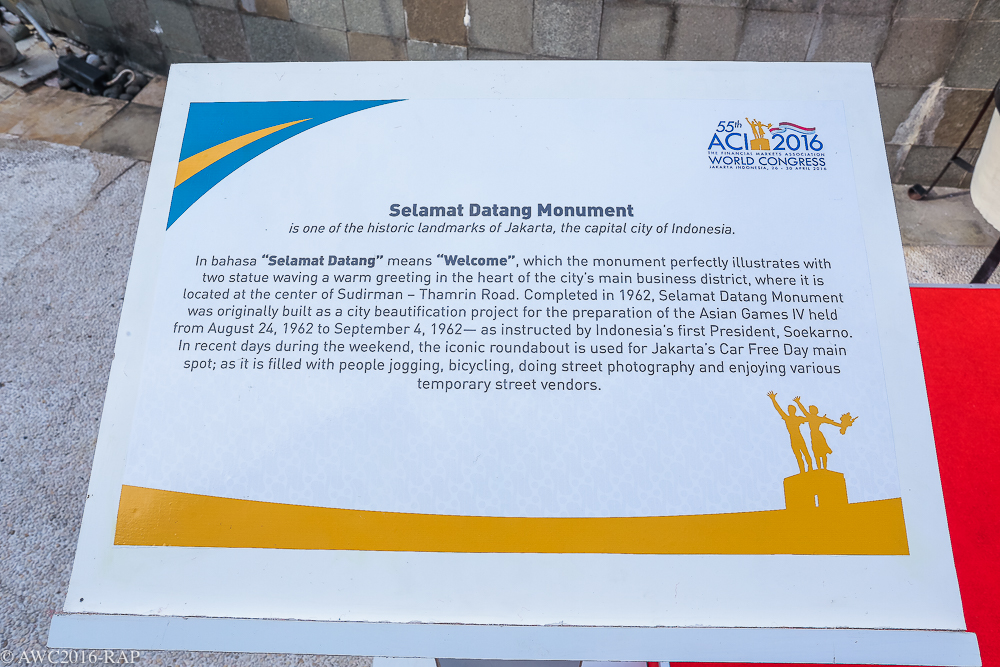 55th
ACI 2016
THE FINANCIAL MARKETS ASSOCIATION
WORLD CONGRESS
JAKARTA INDONESIA, 26 - 30 APRIL 2016
Selamat Datang Monument
is one of the historic landmarks of Jakarta, the capital city of Indonesia.
In bahasa “Selamat Datang” means “Welcome”, which the monument perfectly illustrates with
two statue waving a warm greeting in the heart of the city's main business district, where it is
located at the center of Sudirman – Thamrin Road. Completed in 1962, Selamat Datang Monument
was originally built as a city beautification project for the preparation of the Asian Games IV held
from August 24, 1962 to September 4, 1962— as instructed by Indonesia's first President, Soekarno.
In recent days during the weekend, the iconic roundabout is used for Jakarta's Car Free Day main
spot; as it is filled with people jogging, bicycling, doing street photography and enjoying various
temporary street vendors.
© AWC2016-RAP